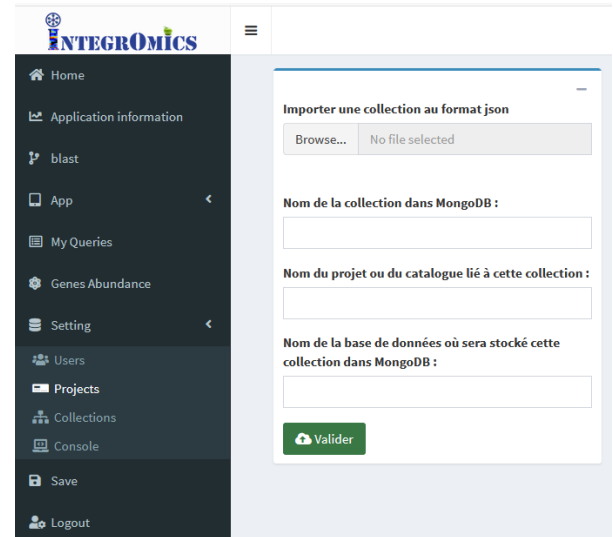 INTEGROMICS
Home
Application information
blast
App
My Queries
Genes Abundance
Setting
Users
Projects
Collections
Console
Save
Logout
Importer une collection au format json
Browse... No file selected
Nom de la collection dans MongoDB :
Nom du projet ou du catalogue lié à cette collection :
Nom de la base de données où sera stocké cette
collection dans MongoDB :
Valider